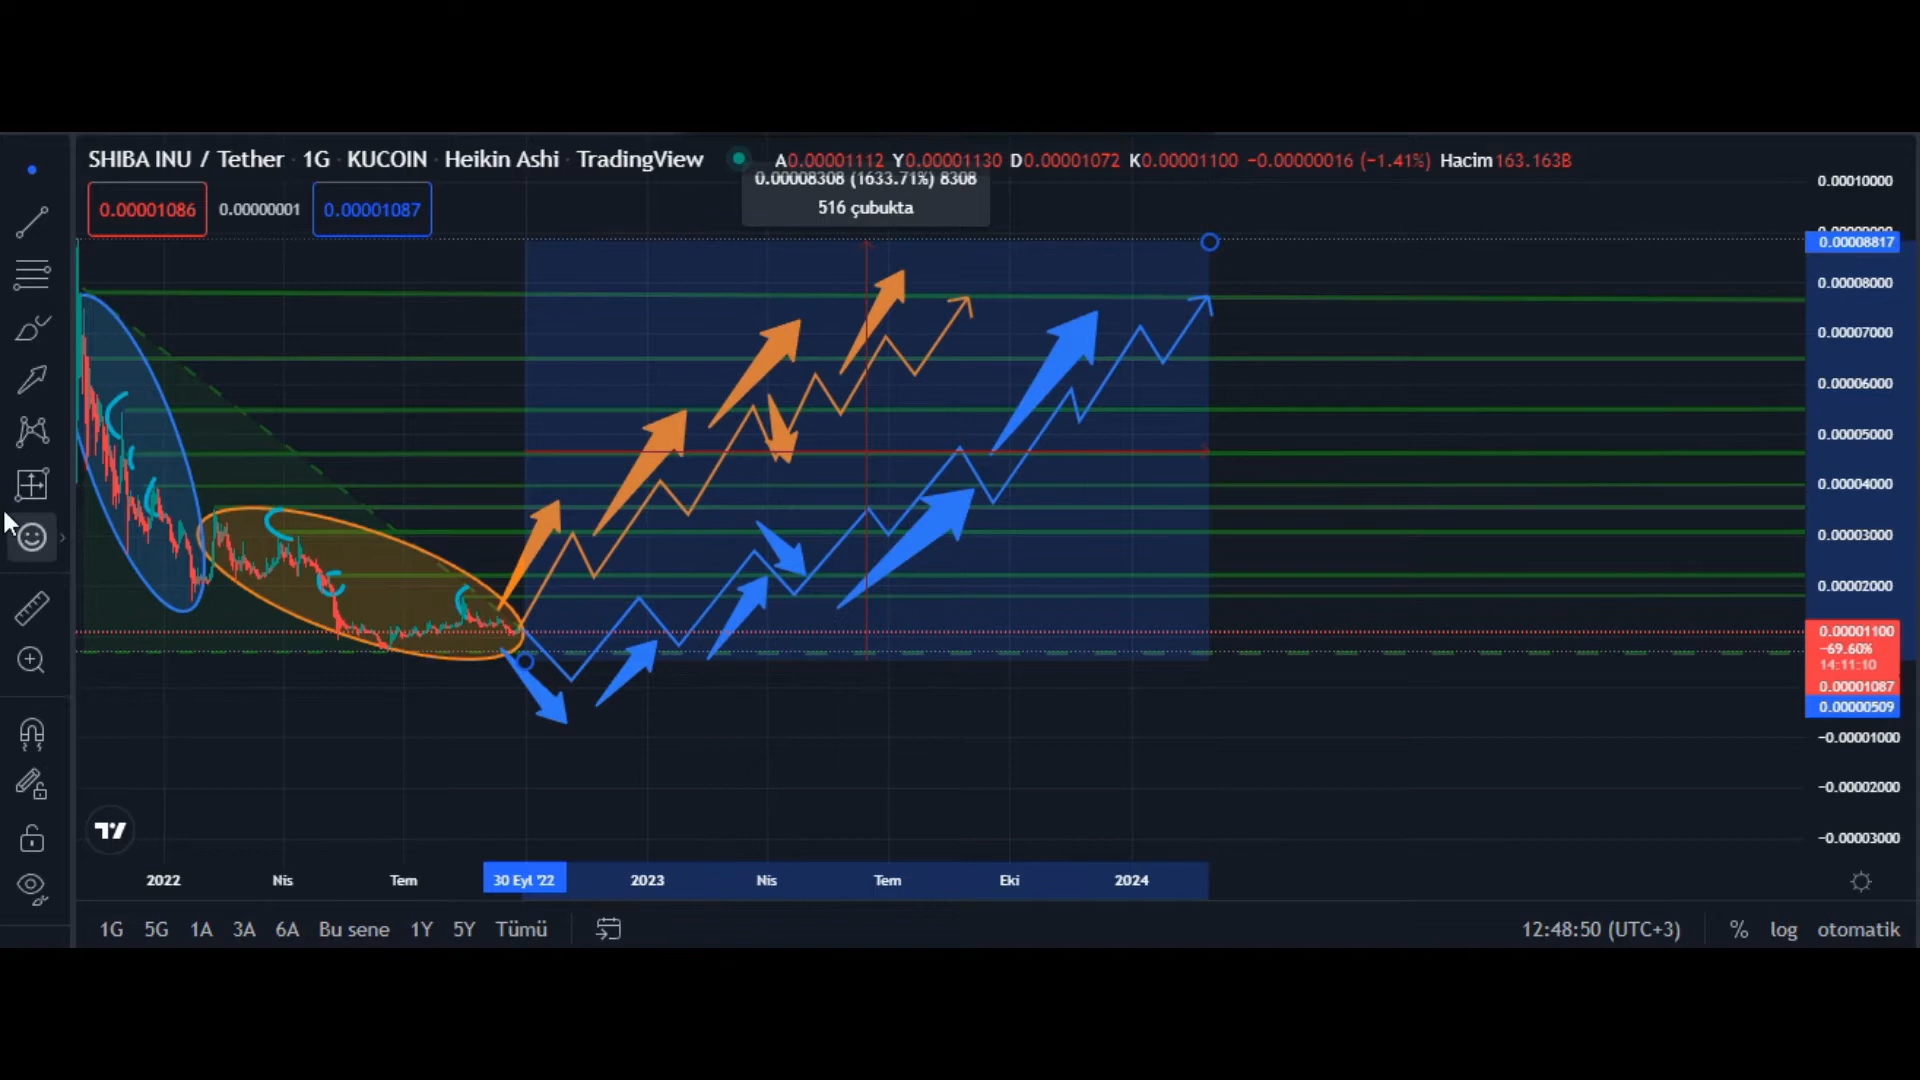 SHIBA INU / Tether · 1G · KUCOIN · Heikin Ashi · TradingView
A0.00001112 Y0.00001130 D0.00001072 K0.00001100 −0.00000016 (−1.41%) Hacim163.163B
0.00001086 0.00000001 0.00001087
0.00008308 (1633.71%) 8308
516 çubukta
0.00010000
0.00008817
0.00008000
0.00007000
0.00006000
0.00005000
0.00004000
0.00003000
0.00002000
0.00001100
−69.60%
14:11:10
0.00001087
0.00000509
−0.00001000
−0.00002000
−0.00003000
2022 Nis Tem 30 Eyl '22 2023 Nis Tem Eki 2024
1G 5G 1A 3A 6A Bu sene 1Y 5Y Tümü 12:48:50 (UTC+3) % log otomatik